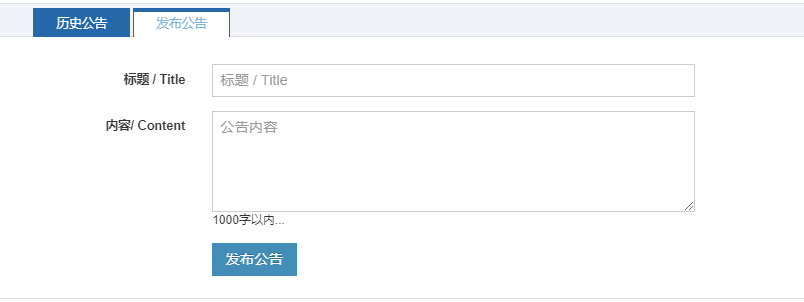 历史公告 发布公告
标题 / Title 标题 / Title
内容/ Content 公告内容
1000字以内...
发布公告